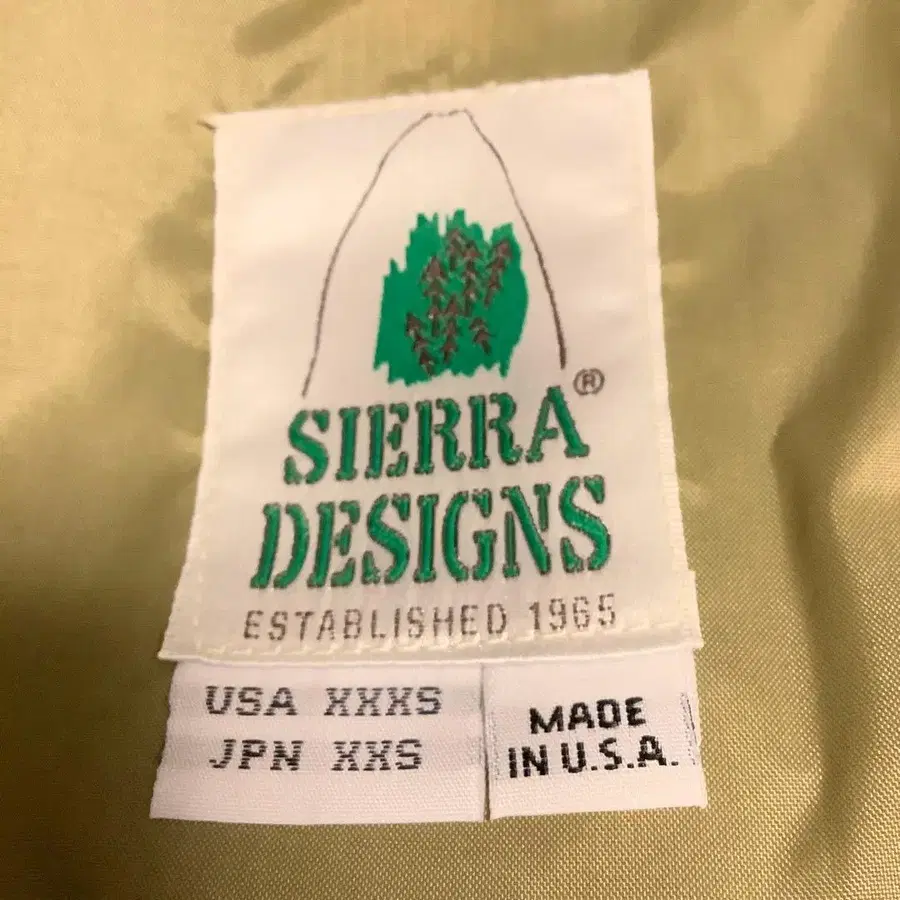 SIERRA®
DESIGNS
ESTABLISHED 1965
USA XXXS
JPN XXS
MADE
IN U.S.A.